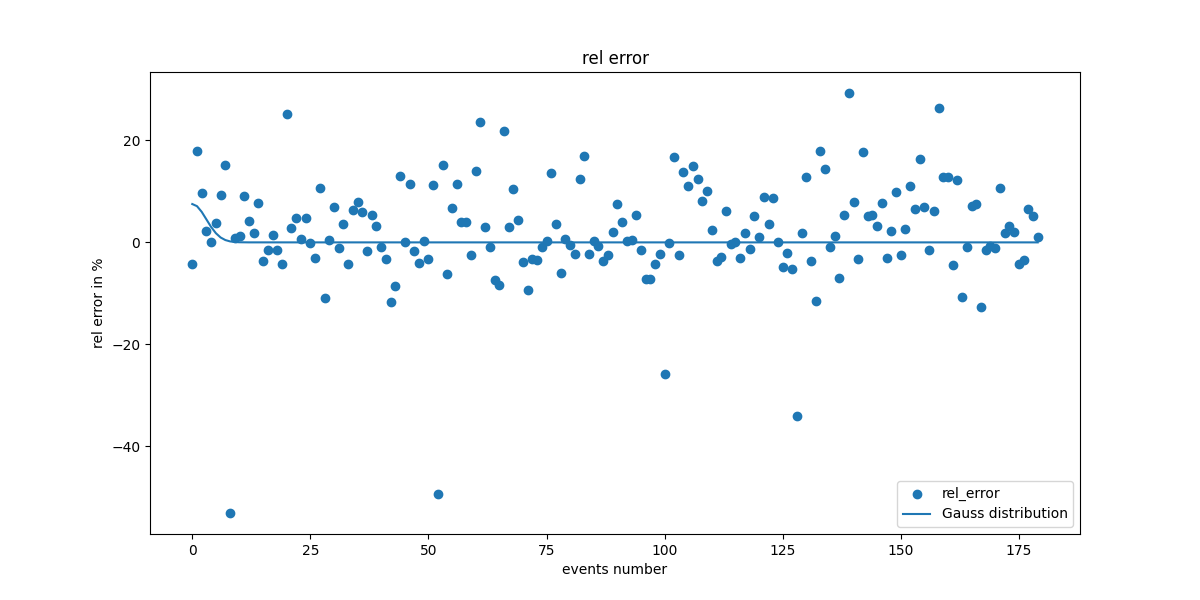 rel error
rel error in %
20
0
−20
−40
0
25
50
75
100
125
150
175
events number
rel_error
Gauss distribution